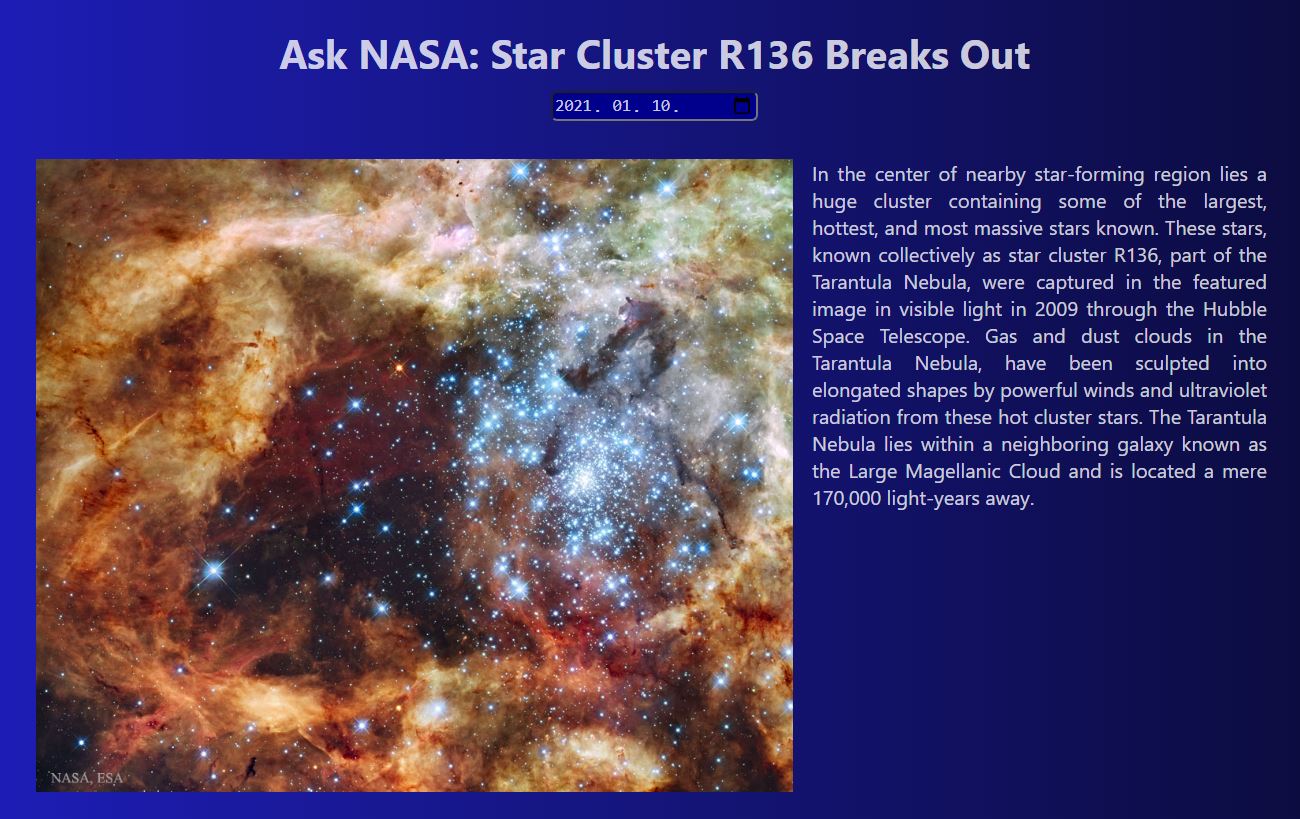 Ask NASA: Star Cluster R136 Breaks Out
2021. 01. 10.
In the center of nearby star-forming region lies a
huge cluster containing some of the largest,
hottest, and most massive stars known. These stars,
known collectively as star cluster R136, part of the
Tarantula Nebula, were captured in the featured
image in visible light in 2009 through the Hubble
Space Telescope. Gas and dust clouds in the
Tarantula Nebula, have been sculpted into
elongated shapes by powerful winds and ultraviolet
radiation from these hot cluster stars. The Tarantula
Nebula lies within a neighboring galaxy known as
the Large Magellanic Cloud and is located a mere
170,000 light-years away.
NASA, ESA